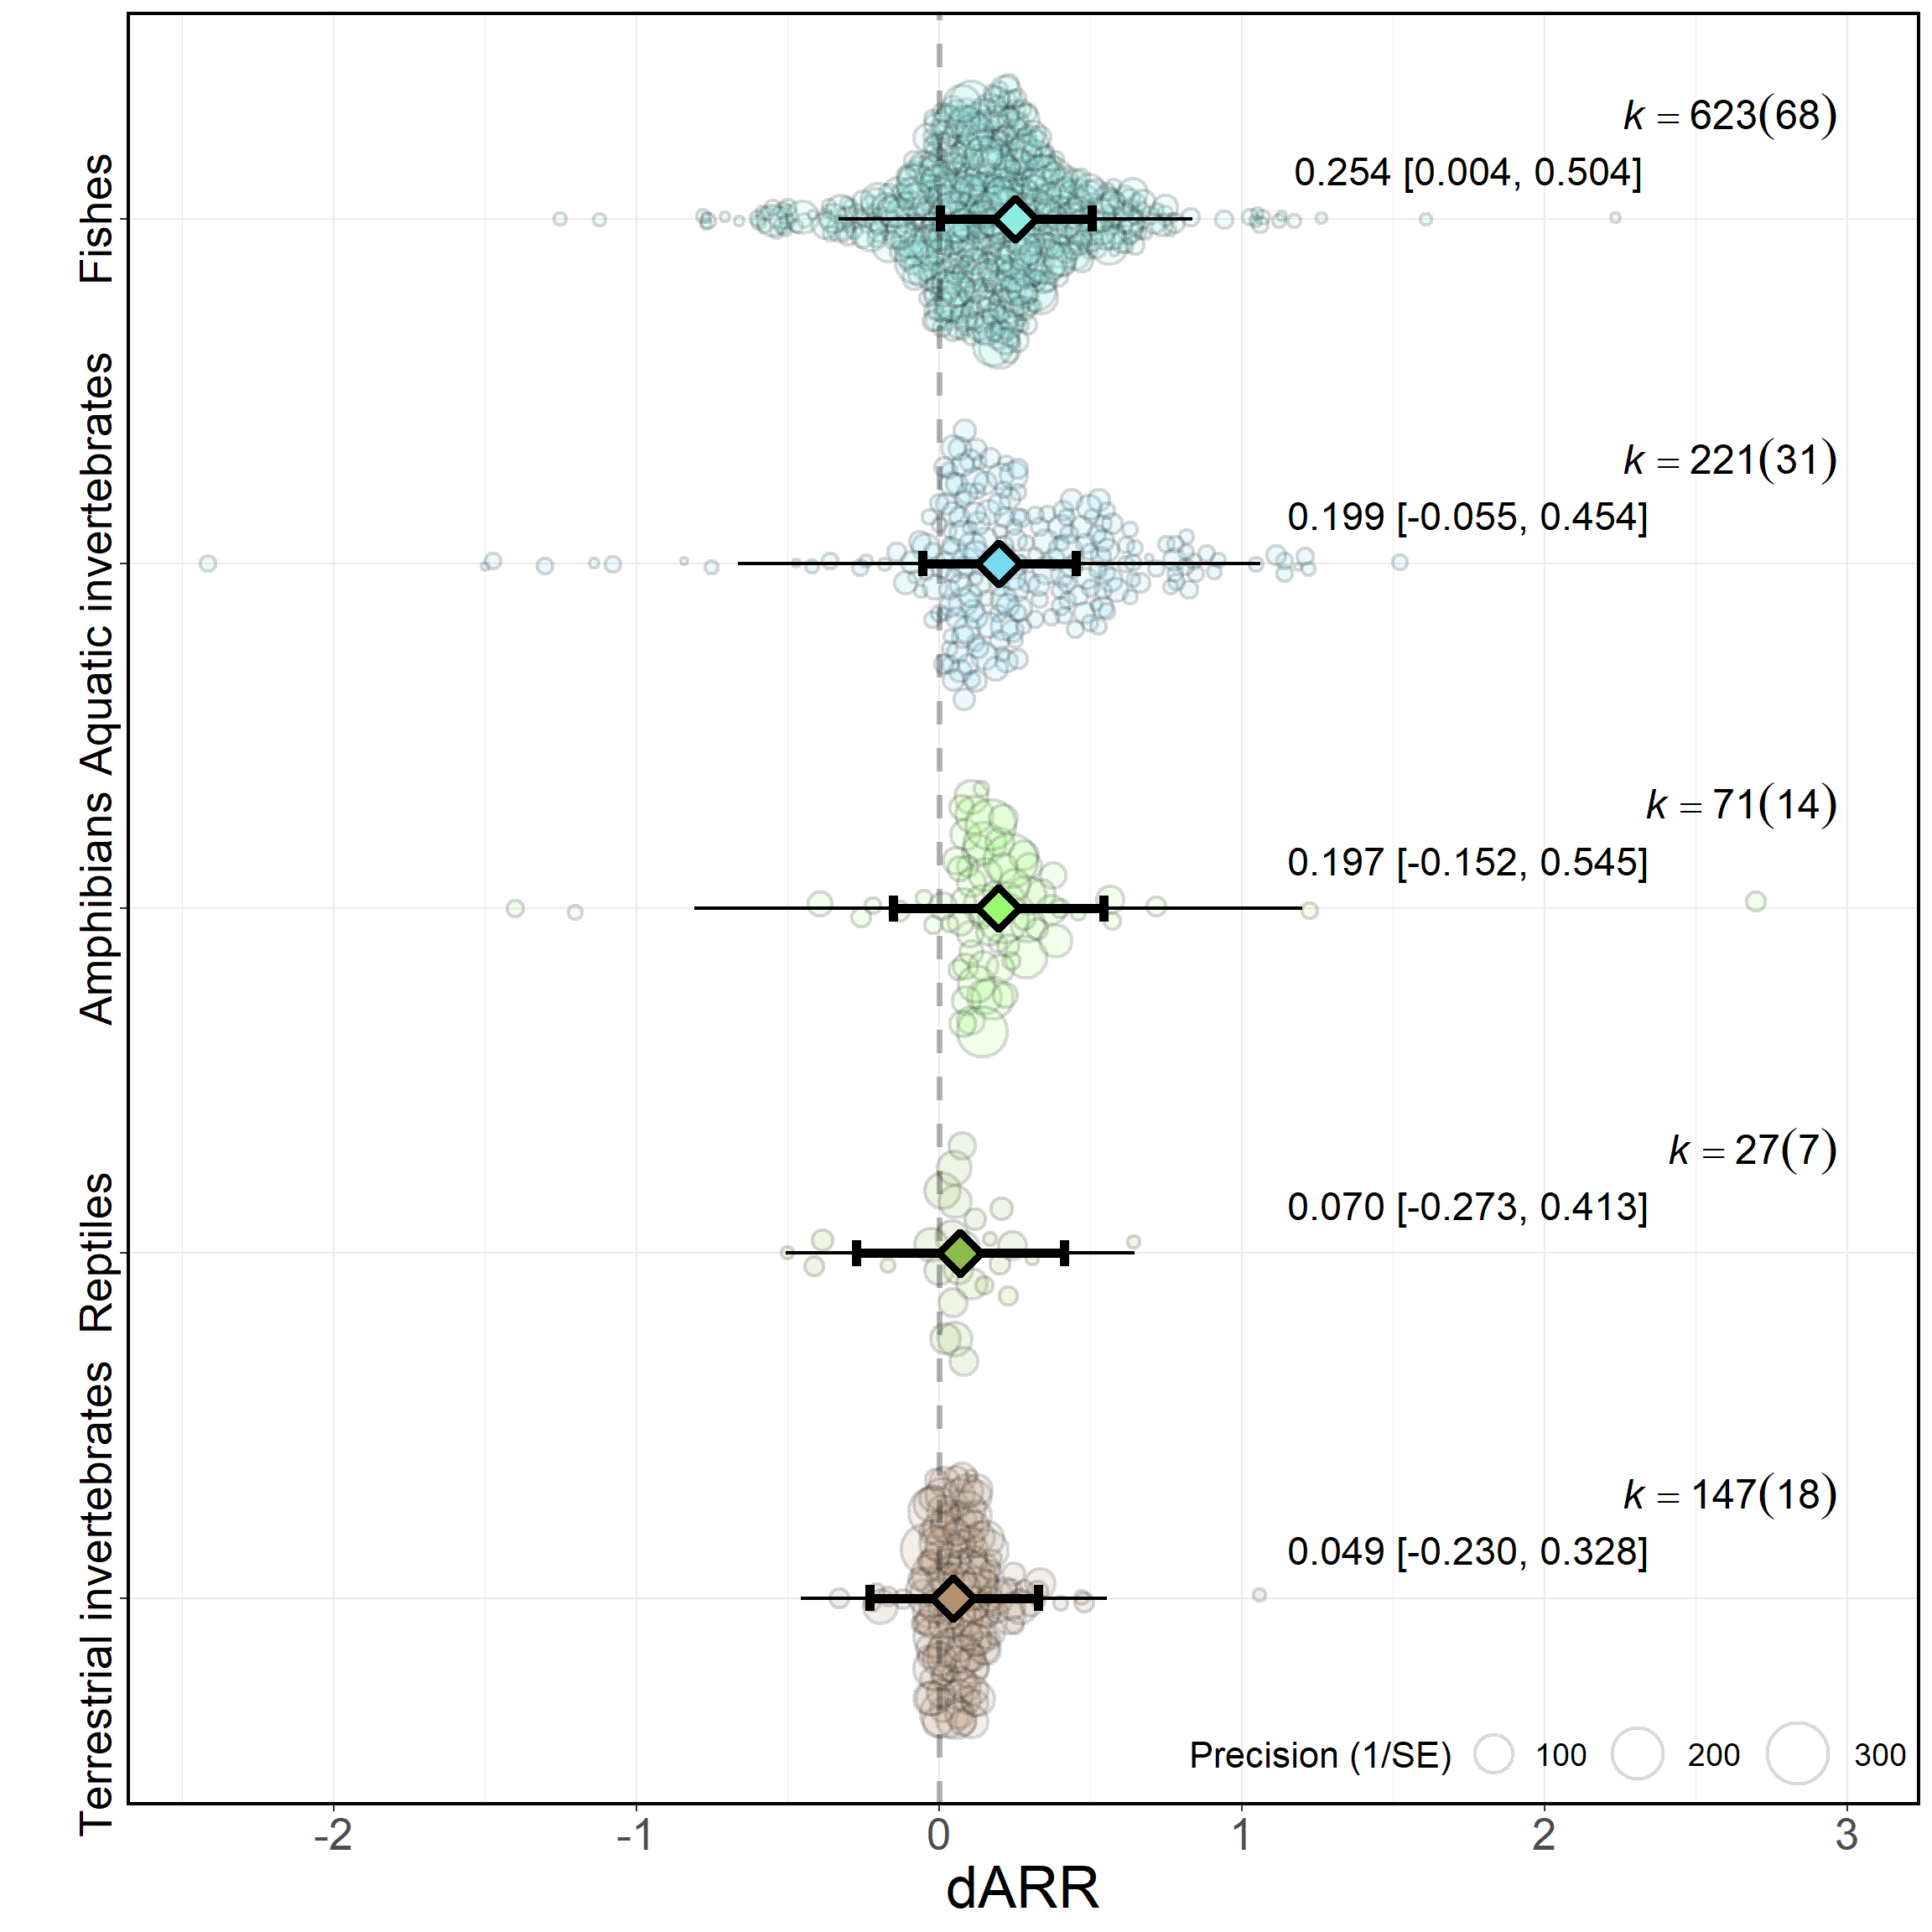 Fishes
k = 623(68)
0.254 [0.004, 0.504]
Aquatic invertebrates
k = 221(31)
0.199 [-0.055, 0.454]
Amphibians
k = 71(14)
0.197 [-0.152, 0.545]
Reptiles
k = 27(7)
0.070 [-0.273, 0.413]
Terrestrial invertebrates
k = 147(18)
0.049 [-0.230, 0.328]
Precision (1/SE) 100 200 300
-2 -1 0 1 2 3
dARR